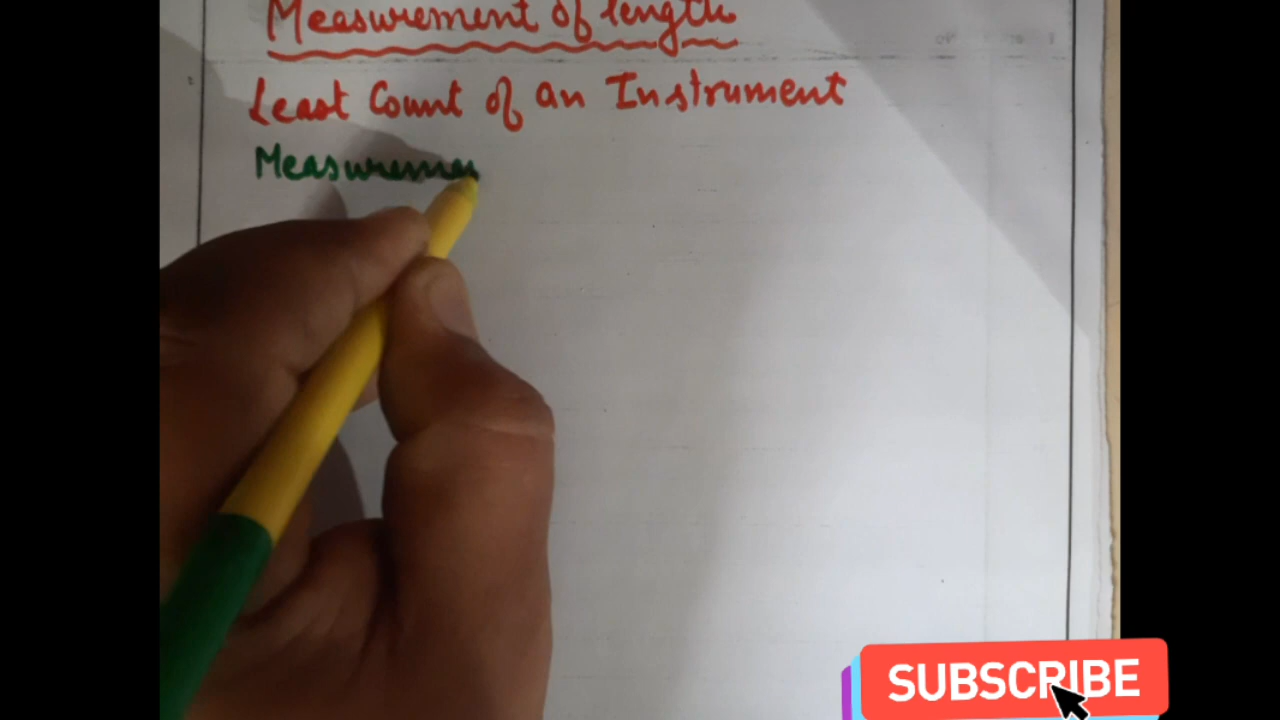 Measurement of length
Least Count of an Instrument
Measuremen
SUBSCRIBE